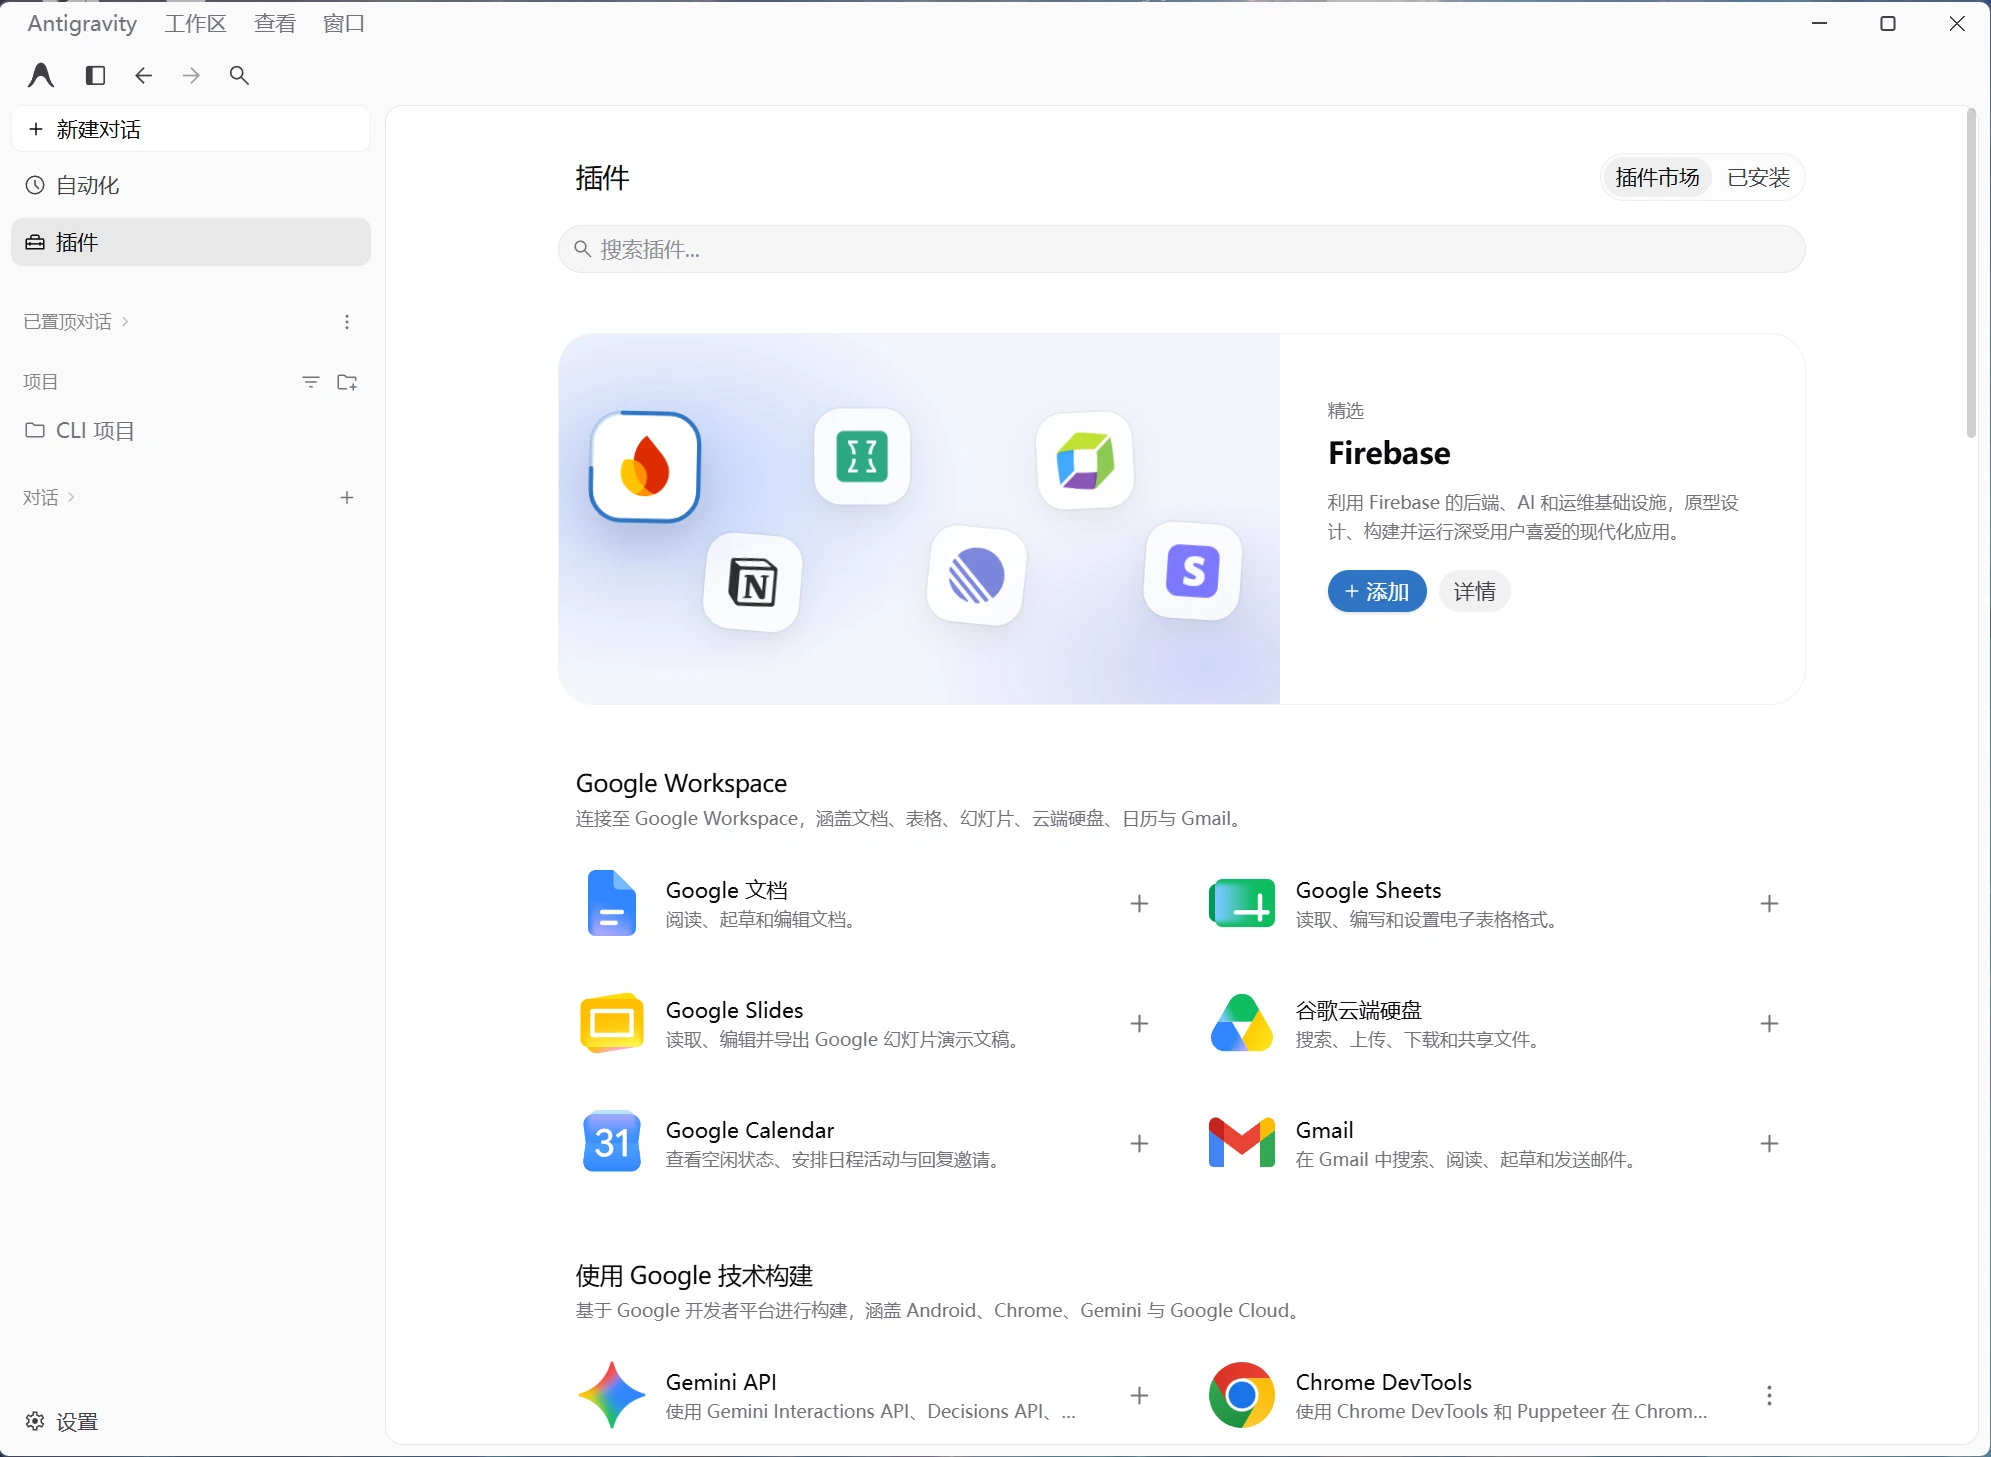 Antigravity 工作区 查看 窗口
新建对话
自动化
插件
已置顶对话
项目
CLI 项目
对话
设置
插件
插件市场 已安装
搜索插件...
精选
Firebase
利用 Firebase 的后端、AI 和运维基础设施，原型设
计、构建并运行深受用户喜爱的现代化应用。
+ 添加 详情
Google Workspace
连接至 Google Workspace，涵盖文档、表格、幻灯片、云端硬盘、日历与 Gmail。
Google 文档
阅读、起草和编辑文档。
Google Sheets
读取、编写和设置电子表格格式。
Google Slides
读取、编辑并导出 Google 幻灯片演示文稿。
谷歌云端硬盘
搜索、上传、下载和共享文件。
31
Google Calendar
查看空闲状态、安排日程活动与回复邀请。
Gmail
在 Gmail 中搜索、阅读、起草和发送邮件。
使用 Google 技术构建
基于 Google 开发者平台进行构建，涵盖 Android、Chrome、Gemini 与 Google Cloud。
Gemini API
使用 Gemini Interactions API、Decisions API、...
Chrome DevTools
使用 Chrome DevTools 和 Puppeteer 在 Chrom...